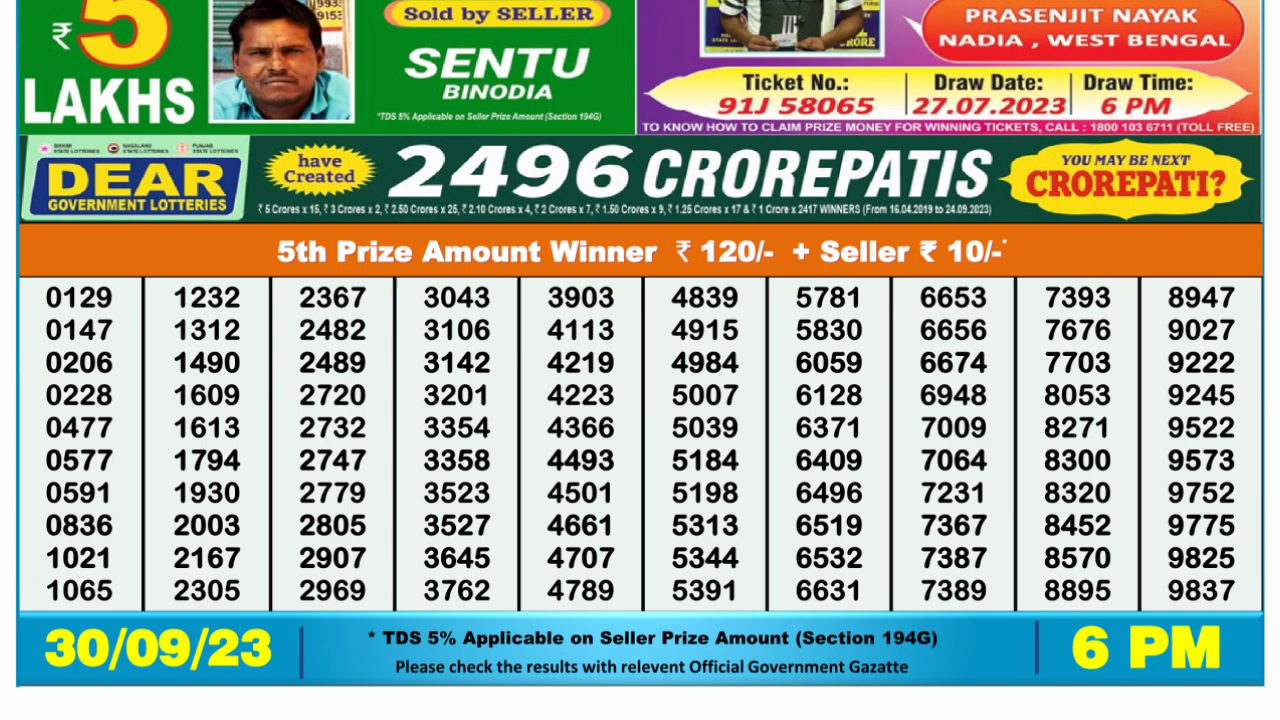 993
9153
₹ 5
LAKHS
Sold by SELLER
SENTU
BINODIA
*TDS 5% Applicable on Seller Prize Amount (Section 194G)
PRASENJIT NAYAK
NADIA , WEST BENGAL
Ticket No.: Draw Date: Draw Time:
91J 58065 27.07.2023 6 PM
TO KNOW HOW TO CLAIM PRIZE MONEY FOR WINNING TICKETS, CALL : 1800 103 6711 (TOLL FREE)
SIKKIM STATE LOTTERIES NAGALAND STATE LOTTERIES PUNJAB STATE LOTTERIES
DEAR
GOVERNMENT LOTTERIES
have
Created
2496 CROREPATIS
₹ 5 Crores x 15, ₹ 3 Crores x 2, ₹ 2.50 Crores x 25, ₹ 2.10 Crores x 4, ₹ 2 Crores x 7, ₹ 1.50 Crores x 9, ₹ 1.25 Crores x 17 & ₹ 1 Crore x 2417 WINNERS (From 16.04.2019 to 24.09.2023)
YOU MAY BE NEXT
CROREPATI?
5th Prize Amount Winner ₹ 120/- + Seller ₹ 10/-*
0129 1232 2367 3043 3903 4839 5781 6653 7393 8947
0147 1312 2482 3106 4113 4915 5830 6656 7676 9027
0206 1490 2489 3142 4219 4984 6059 6674 7703 9222
0228 1609 2720 3201 4223 5007 6128 6948 8053 9245
0477 1613 2732 3354 4366 5039 6371 7009 8271 9522
0577 1794 2747 3358 4493 5184 6409 7064 8300 9573
0591 1930 2779 3523 4501 5198 6496 7231 8320 9752
0836 2003 2805 3527 4661 5313 6519 7367 8452 9775
1021 2167 2907 3645 4707 5344 6532 7387 8570 9825
1065 2305 2969 3762 4789 5391 6631 7389 8895 9837
30/09/23
* TDS 5% Applicable on Seller Prize Amount (Section 194G)
Please check the results with relevent Official Government Gazatte
6 PM